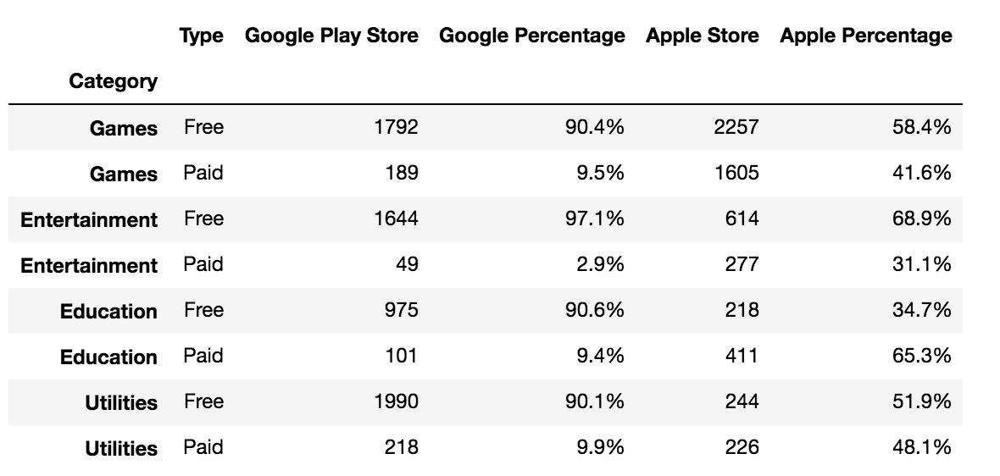 Type Google Play Store Google Percentage Apple Store Apple Percentage
Category
Games Free 1792 90.4% 2257 58.4%
Games Paid 189 9.5% 1605 41.6%
Entertainment Free 1644 97.1% 614 68.9%
Entertainment Paid 49 2.9% 277 31.1%
Education Free 975 90.6% 218 34.7%
Education Paid 101 9.4% 411 65.3%
Utilities Free 1990 90.1% 244 51.9%
Utilities Paid 218 9.9% 226 48.1%